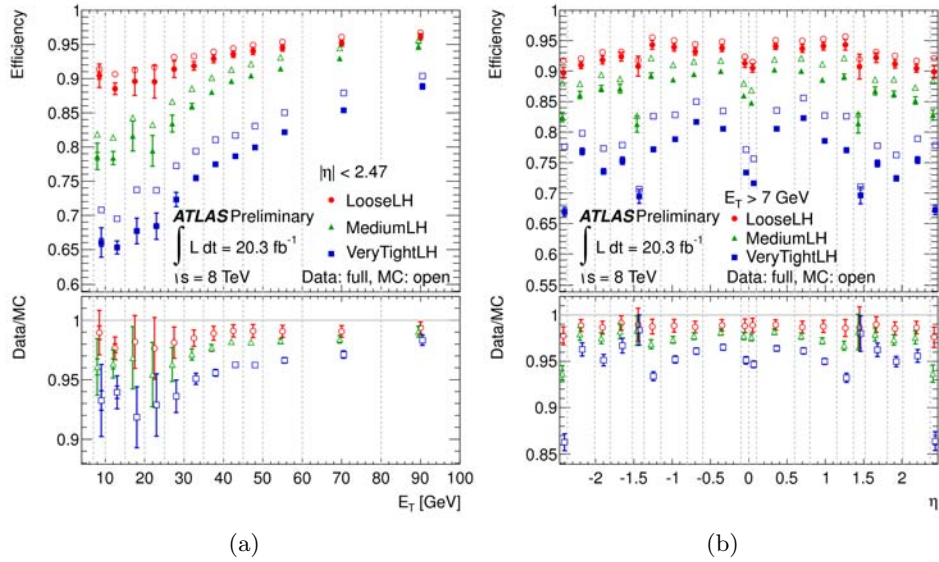 Efficiency
1
0.95
0.9
0.85
0.8
0.75
0.7
0.65
0.6
|η| < 2.47
ATLAS Preliminary
∫ L dt = 20.3 fb⁻¹
√s = 8 TeV
LooseLH
MediumLH
VeryTightLH
Data: full, MC: open
Data/MC
1
0.95
0.9
10 20 30 40 50 60 70 80 90 100
E_T [GeV]
(a)
Efficiency
1
0.95
0.9
0.85
0.8
0.75
0.7
0.65
0.6
0.55
E_T > 7 GeV
ATLAS Preliminary
∫ L dt = 20.3 fb⁻¹
√s = 8 TeV
LooseLH
MediumLH
VeryTightLH
Data: full, MC: open
Data/MC
1
0.95
0.9
0.85
-2 -1.5 -1 -0.5 0 0.5 1 1.5 2
η
(b)